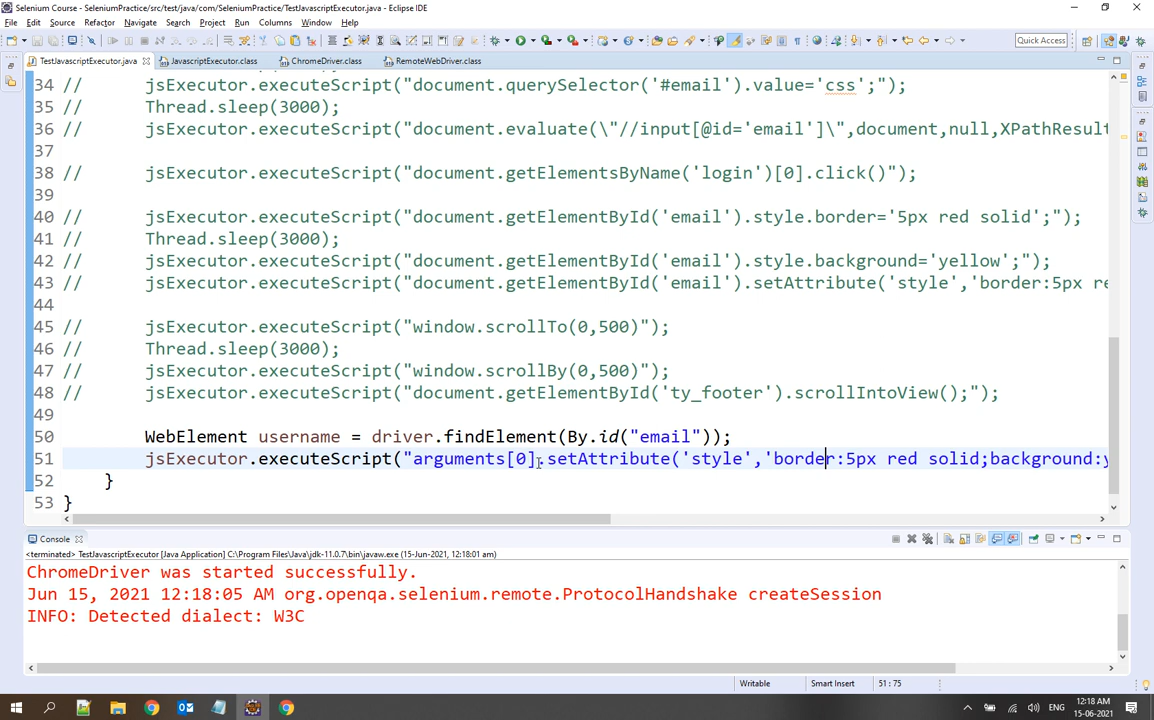 Selenium Course - SeleniumPractice/src/test/java/com/SeleniumPractice/TestJavascriptExecutor.java - Eclipse IDE
File Edit Source Refactor Navigate Search Project Run Columns Window Help
Quick Access
TestJavascriptExecutor.java JavascriptExecutor.class ChromeDriver.class RemoteWebDriver.class
34 // jsExecutor.executeScript("document.querySelector('#email').value='css';");
35 // Thread.sleep(3000);
36 // jsExecutor.executeScript("document.evaluate(\"//input[@id='email']\",document,null,XPathResult
37
38 // jsExecutor.executeScript("document.getElementsByName('login')[0].click()");
39
40 // jsExecutor.executeScript("document.getElementById('email').style.border='5px red solid';");
41 // Thread.sleep(3000);
42 // jsExecutor.executeScript("document.getElementById('email').style.background='yellow';");
43 // jsExecutor.executeScript("document.getElementById('email').setAttribute('style','border:5px re
44
45 // jsExecutor.executeScript("window.scrollTo(0,500)");
46 // Thread.sleep(3000);
47 // jsExecutor.executeScript("window.scrollBy(0,500)");
48 // jsExecutor.executeScript("document.getElementById('ty_footer').scrollIntoView();");
49
50 WebElement username = driver.findElement(By.id("email"));
51 jsExecutor.executeScript("arguments[0].setAttribute('style','border:5px red solid;background:y
52 }
53 }
Console
<terminated> TestJavascriptExecutor [Java Application] C:\Program Files\Java\jdk-11.0.7\bin\javaw.exe (15-Jun-2021, 12:18:01 am)
ChromeDriver was started successfully.
Jun 15, 2021 12:18:05 AM org.openqa.selenium.remote.ProtocolHandshake createSession
INFO: Detected dialect: W3C
Writable Smart Insert 51 : 75
ENG 12:18 AM
15-06-2021